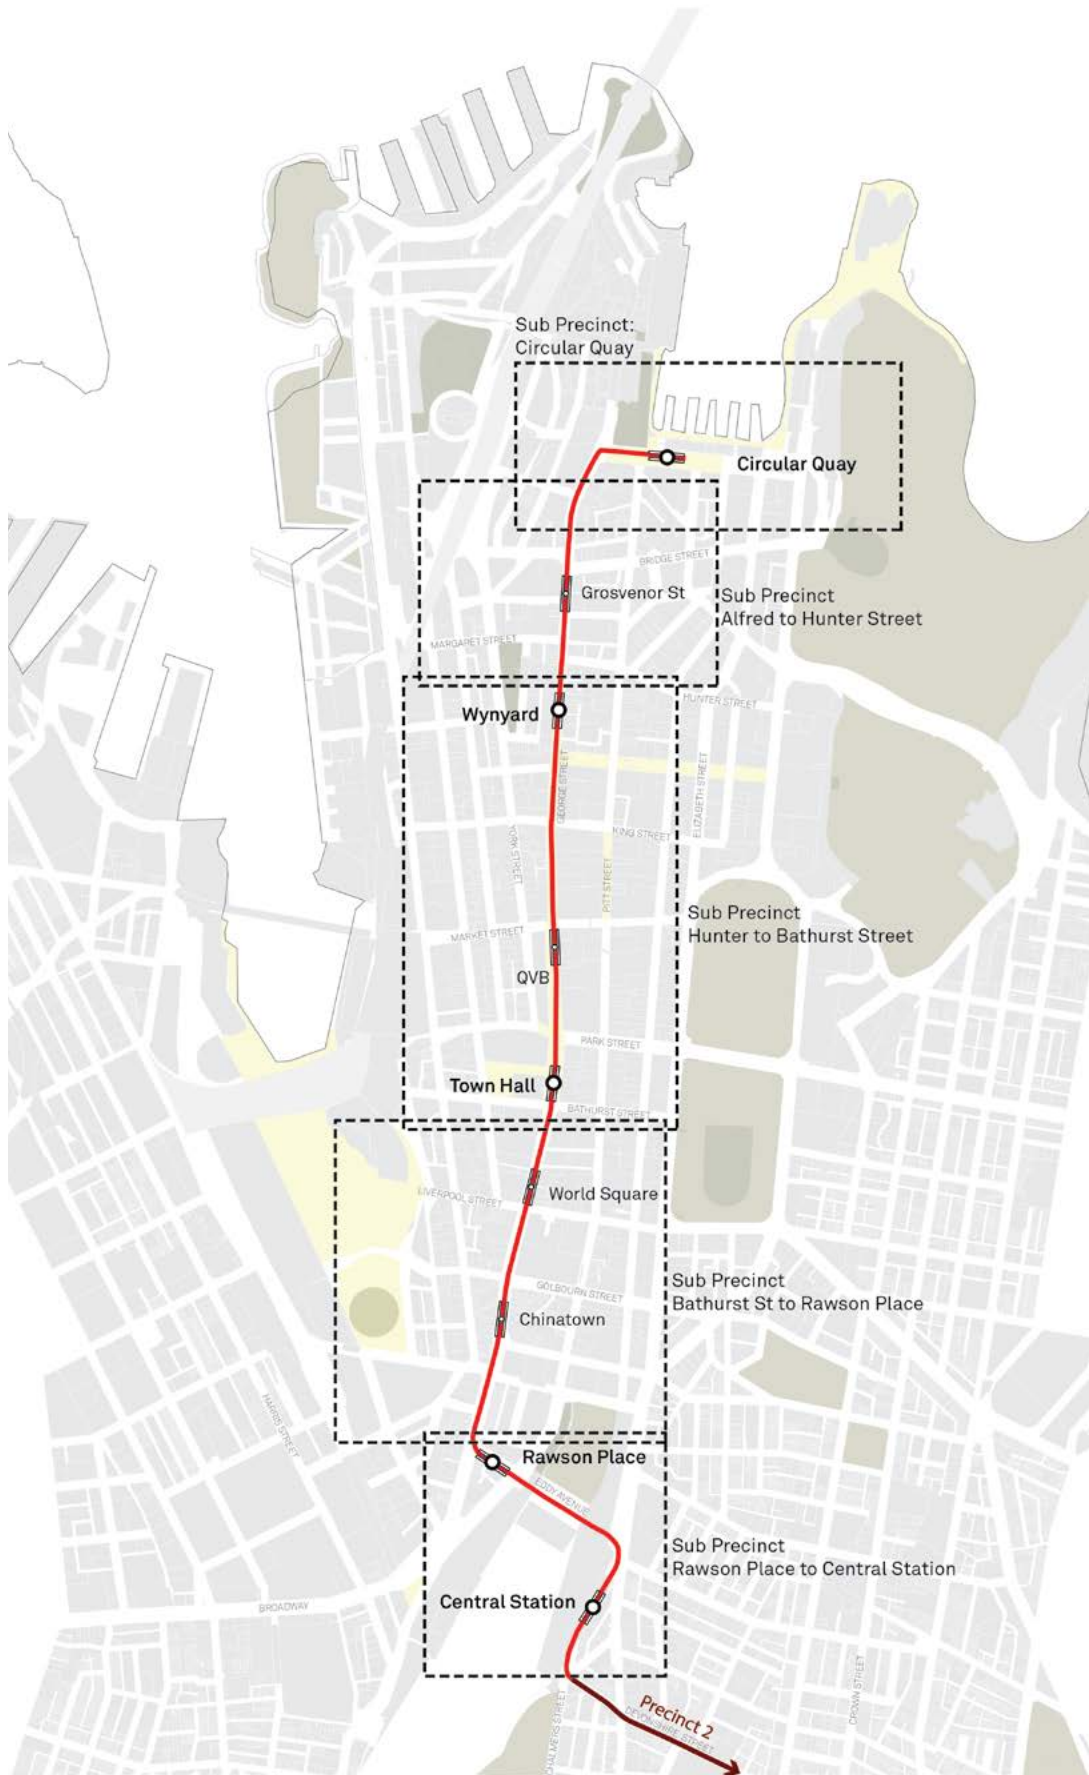 Sub Precinct:
Circular Quay
Circular Quay
BRIDGE STREET
Grosvenor St
Sub Precinct
Alfred to Hunter Street
MARGARET STREET
HUNTER STREET
Wynyard
GEORGE STREET
ELIZABETH STREET
KING STREET
YORK STREET
PITT STREET
Sub Precinct
Hunter to Bathurst Street
MARKET STREET
QVB
PARK STREET
Town Hall
BATHURST STREET
World Square
LIVERPOOL STREET
Sub Precinct
Bathurst St to Rawson Place
GOLBOURN STREET
Chinatown
HARRIS STREET
Rawson Place
EDDY AVENUE
Sub Precinct
Rawson Place to Central Station
Central Station
BROADWAY
CROWN STREET
Precinct 2
DEVONSHIRE STREET
CHALMERS STREET